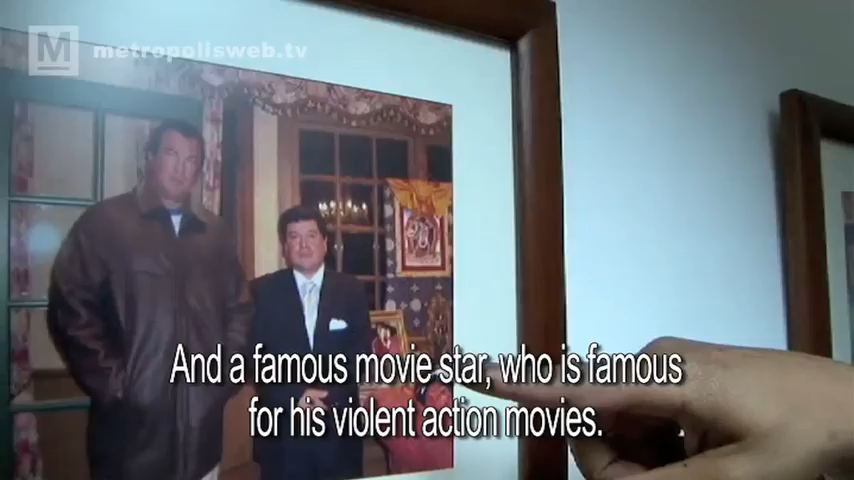 M metropolisweb.tv
And a famous movie star, who is famous
for his violent action movies.